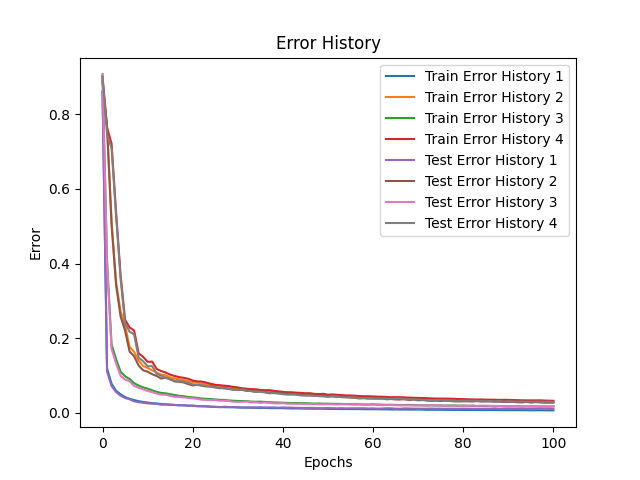 Error History
Train Error History 1
Train Error History 2
Train Error History 3
Train Error History 4
Test Error History 1
Test Error History 2
Test Error History 3
Test Error History 4
Error
0.8
0.6
0.4
0.2
0.0
0 20 40 60 80 100
Epochs